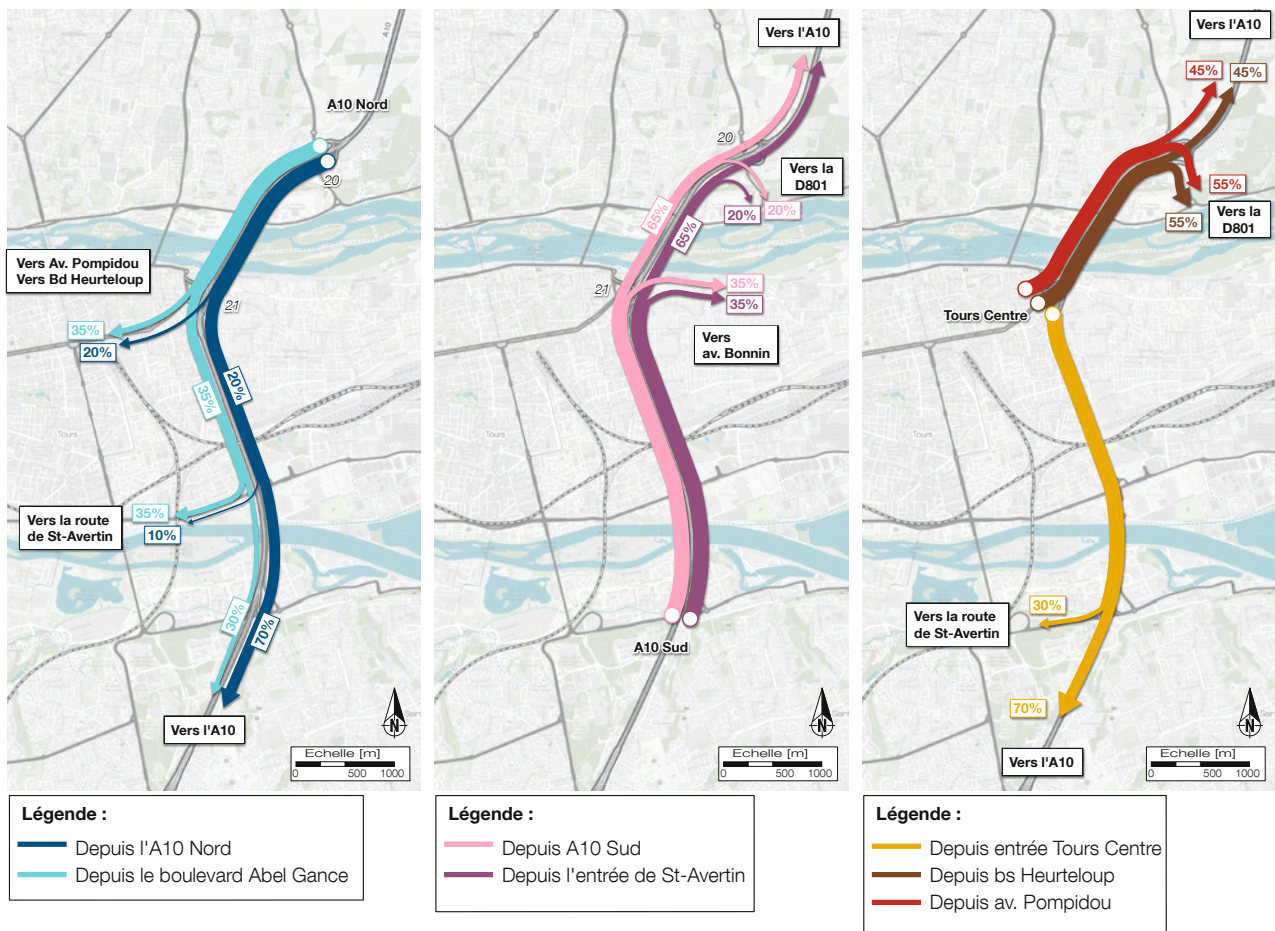 A10
A10 Nord
20
Vers Av. Pompidou
Vers Bd Heurteloup
21
35%
20%
20%
35%
Tours
Vers la route
de St-Avertin
35%
10%
30%
70%
Vers l'A10
N
Echelle [m]
0 500 1000
Légende :
Depuis l'A10 Nord
Depuis le boulevard Abel Gance
Vers l'A10
20
Vers la
D801
65%
65%
20%
20%
21
35%
35%
Vers
av. Bonnin
Tours
A10 Sud
N
Echelle [m]
0 500 1000
Légende :
Depuis A10 Sud
Depuis l'entrée de St-Avertin
Vers l'A10
45%
45%
55%
55%
Vers la
D801
Tours Centre
Tours
30%
Vers la route
de St-Avertin
70%
Vers l'A10
N
Echelle [m]
0 500 1000
Légende :
Depuis entrée Tours Centre
Depuis bs Heurteloup
Depuis av. Pompidou